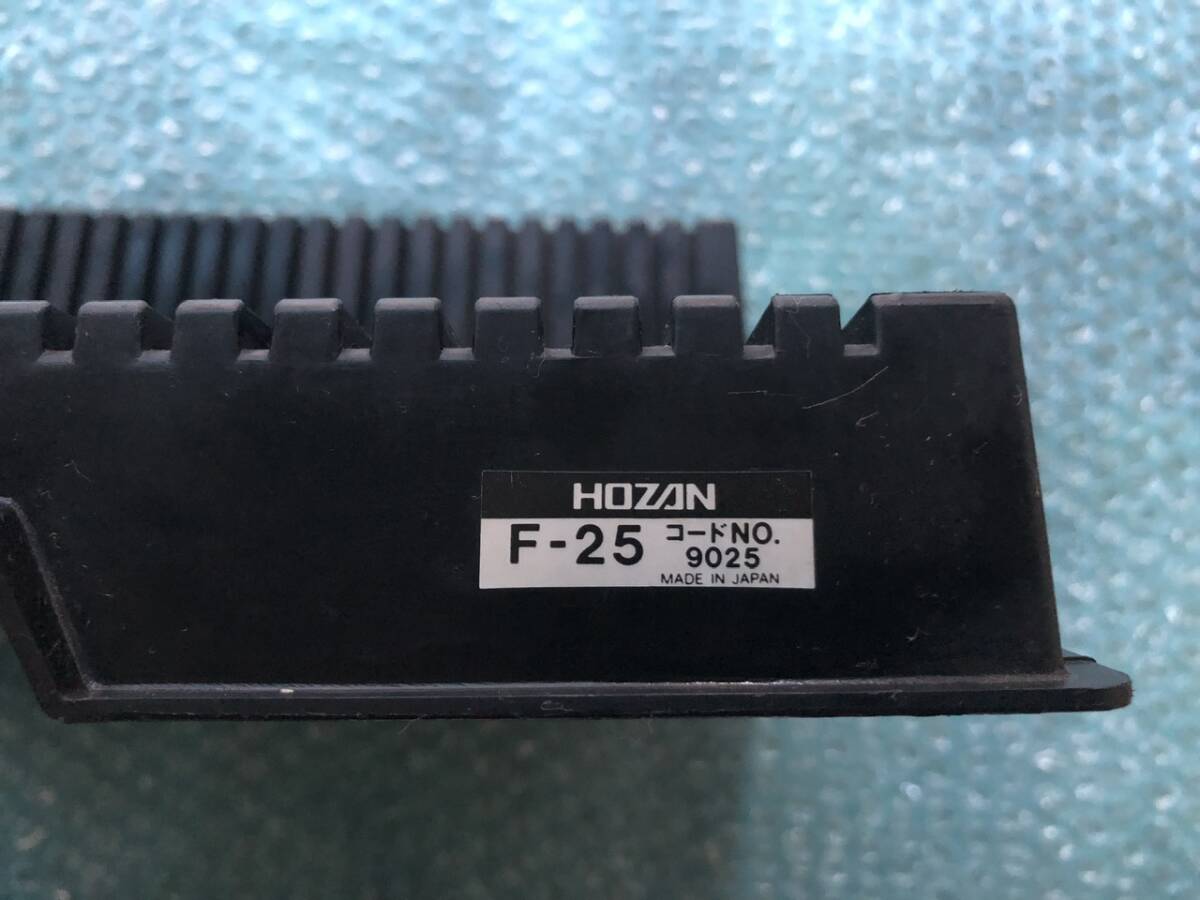 HOZAN
F-25 コードNO.
9025
MADE IN JAPAN